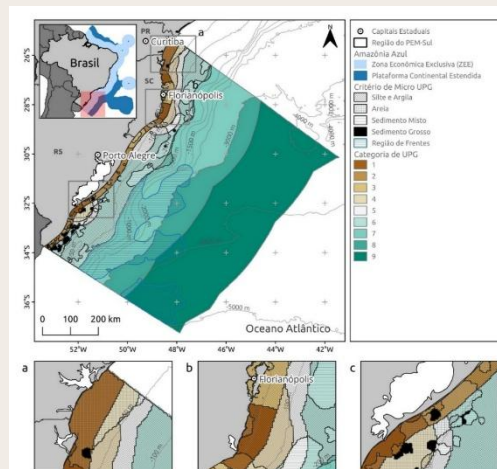 PR
Curitiba
a
N
Brasil
SC
Florianópolis
RS
Porto Alegre
26°S
28°S
30°S
32°S
34°S
36°S
-4000 m
-5000 m
0 100 200 km
Oceano Atlântico
52°W 50°W 48°W 46°W 44°W 42°W
Capitais Estaduais
Região do PEM-Sul
Amazônia Azul
Zona Econômica Exclusiva (ZEE)
Plataforma Continental Estendida
Critério de Micro UPG
Silte e Argila
Areia
Sedimento Misto
Sedimento Grosso
Região de Frentes
Categoria de UPG
1
2
3
4
5
6
7
8
9
a
b
c
Florianópolis
-100 m